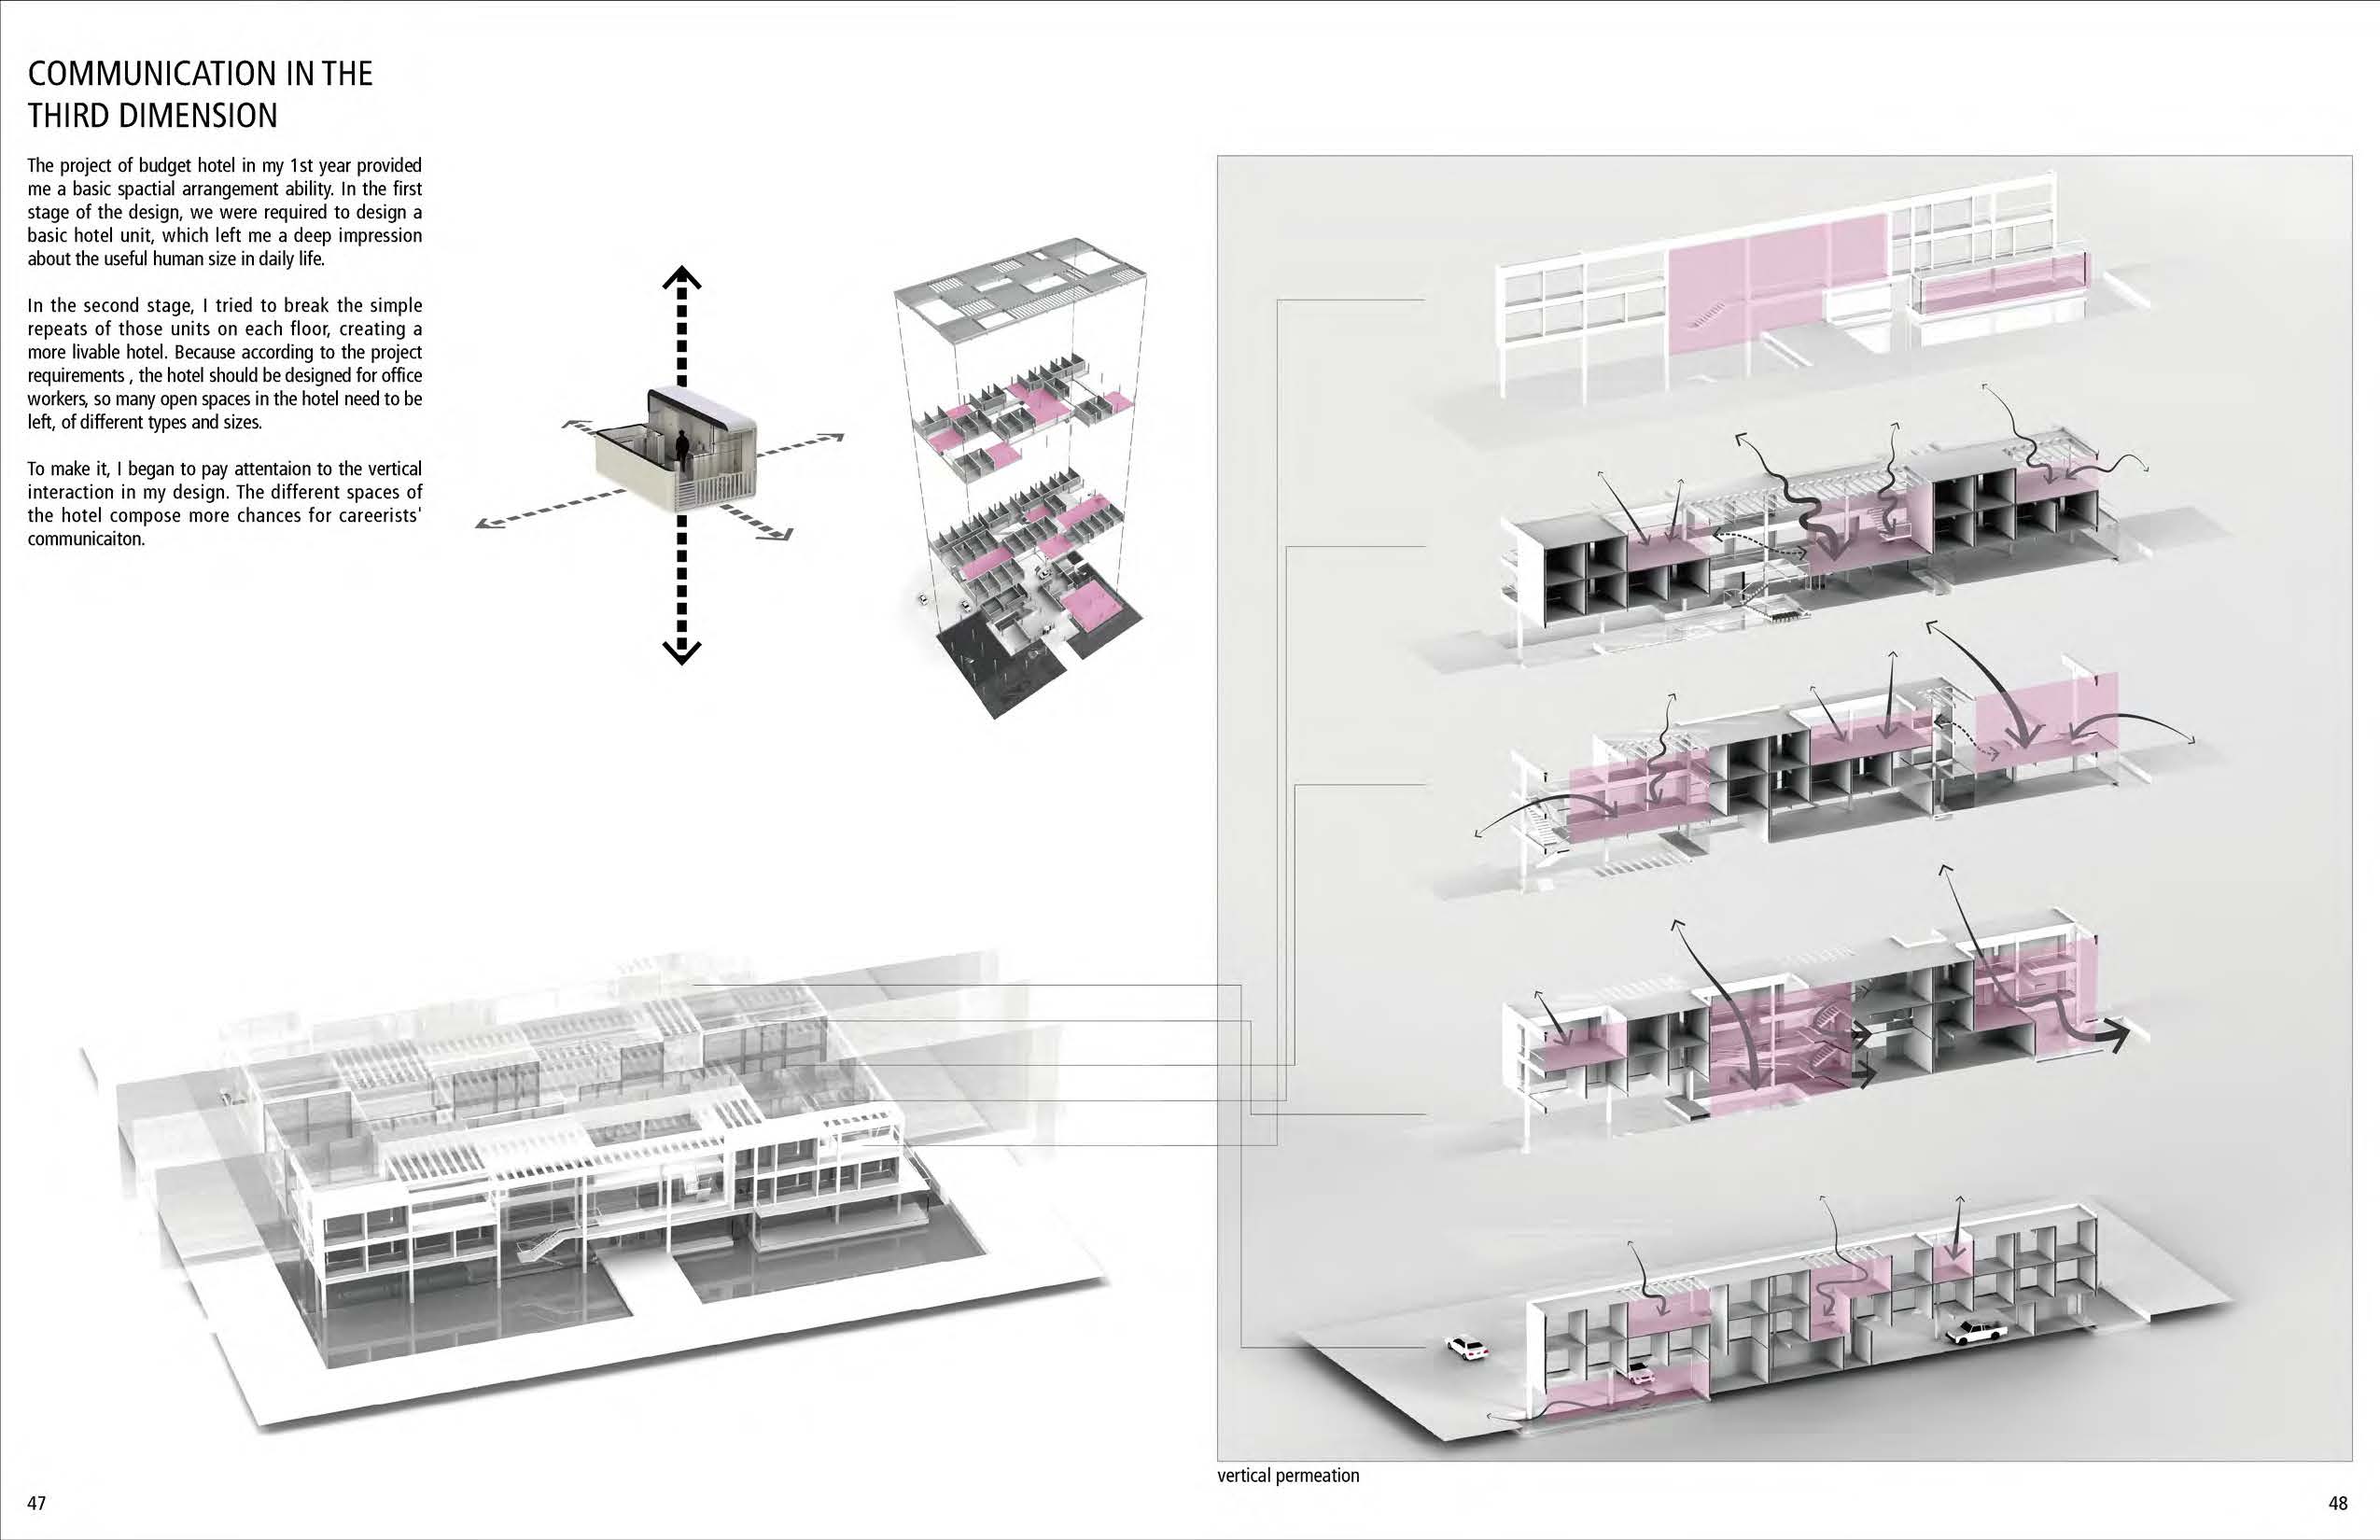 COMMUNICATION IN THE
THIRD DIMENSION
The project of budget hotel in my 1st year provided
me a basic spactial arrangement ability. In the first
stage of the design, we were required to design a
basic hotel unit, which left me a deep impression
about the useful human size in daily life.
In the second stage, I tried to break the simple
repeats of those units on each floor, creating a
more livable hotel. Because according to the project
requirements , the hotel should be designed for office
workers, so many open spaces in the hotel need to be
left, of different types and sizes.
To make it, I began to pay attentaion to the vertical
interaction in my design. The different spaces of
the hotel compose more chances for careerists'
communicaiton.
vertical permeation
47
48